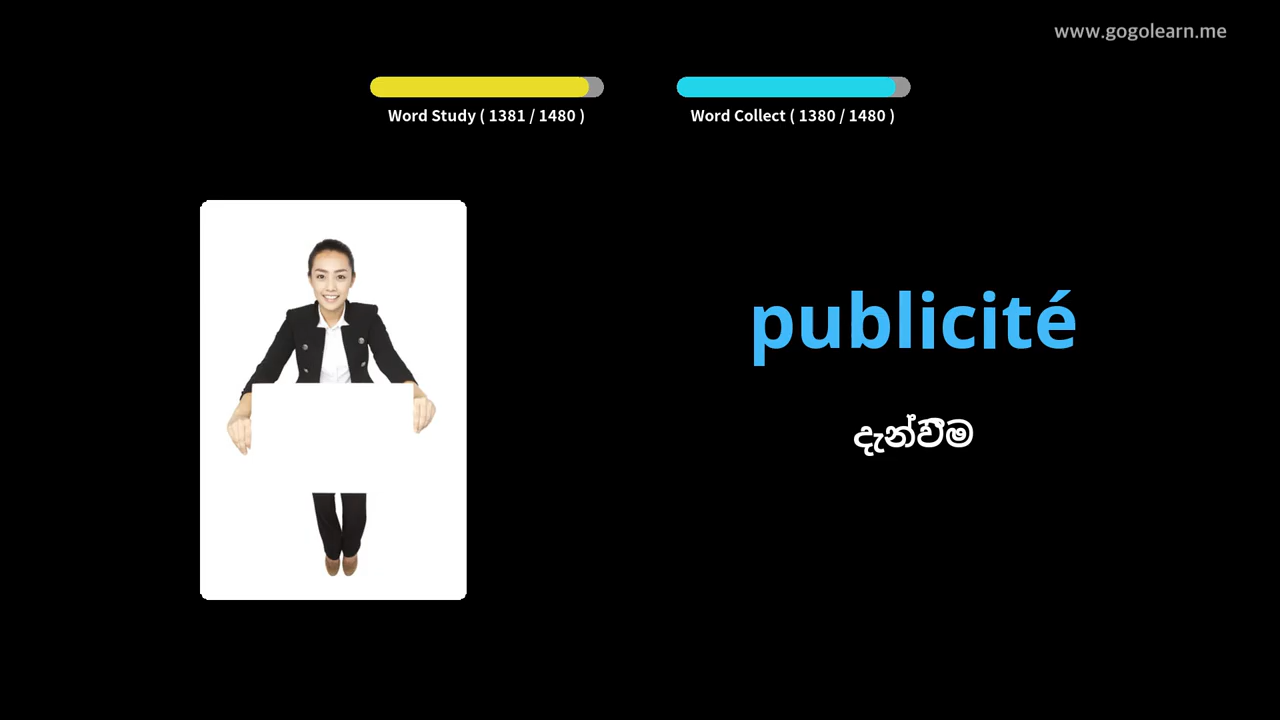 www.gogolearn.me
Word Study ( 1381 / 1480 )
Word Collect ( 1380 / 1480 )
publicité
දැන්වීම